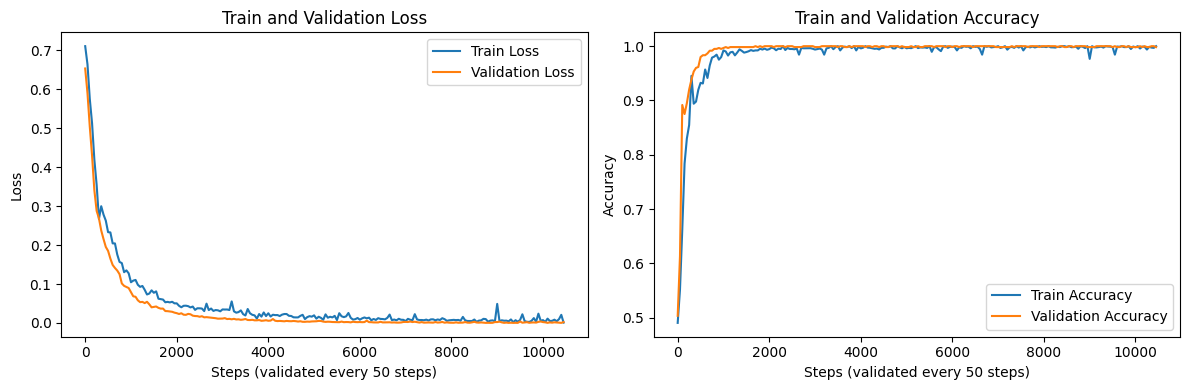 Train and Validation Loss
Loss
0.7
0.6
0.5
0.4
0.3
0.2
0.1
0.0
Train Loss
Validation Loss
0 2000 4000 6000 8000 10000
Steps (validated every 50 steps)
Train and Validation Accuracy
Accuracy
1.0
0.9
0.8
0.7
0.6
0.5
Train Accuracy
Validation Accuracy
0 2000 4000 6000 8000 10000
Steps (validated every 50 steps)